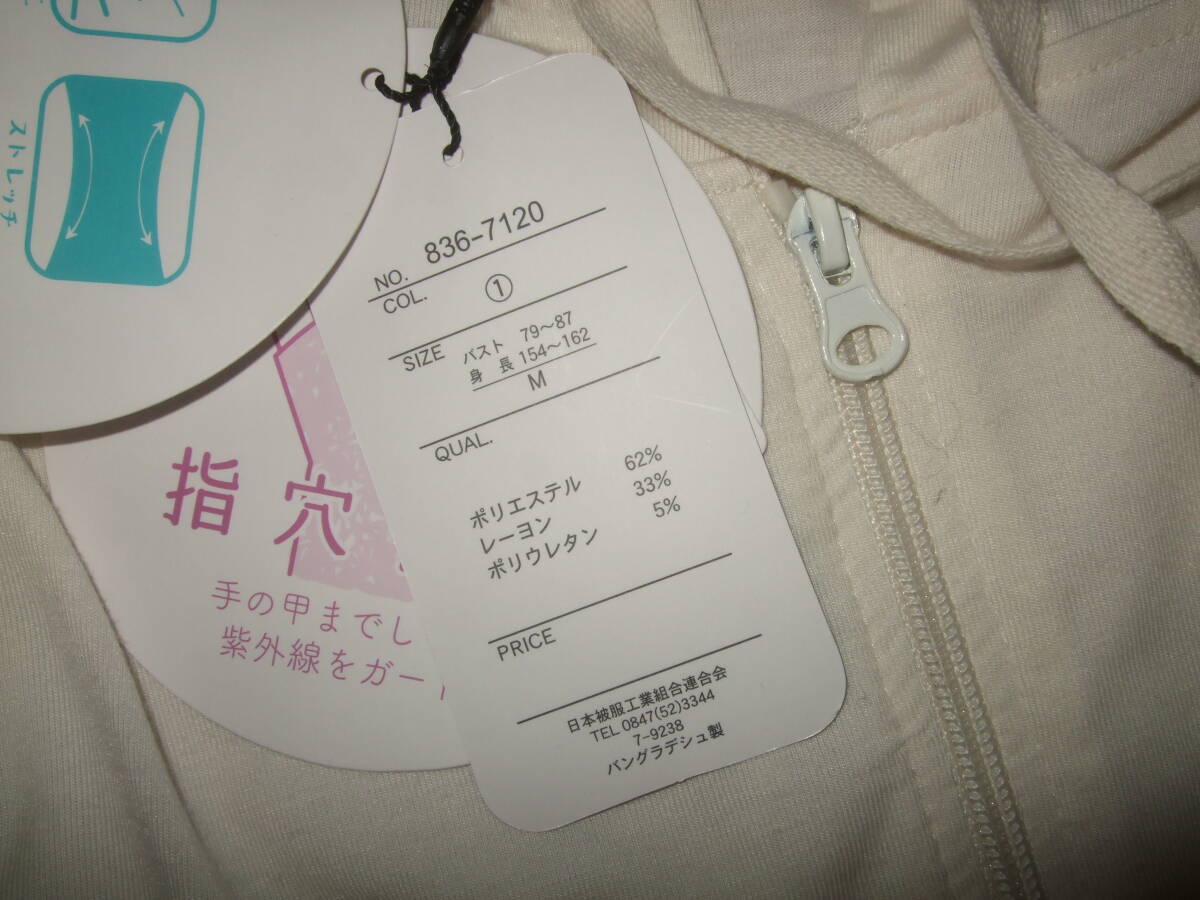 ストレッチ
NO. 836-7120
COL. ①
SIZE バスト 79〜87
身長 154〜162
M
QUAL.
ポリエステル 62%
レーヨン 33%
ポリウレタン 5%
PRICE
日本被服工業組合連合会
TEL 0847(52)3344
7-9238
バングラデシュ製
指穴
手の甲までし
紫外線をガー